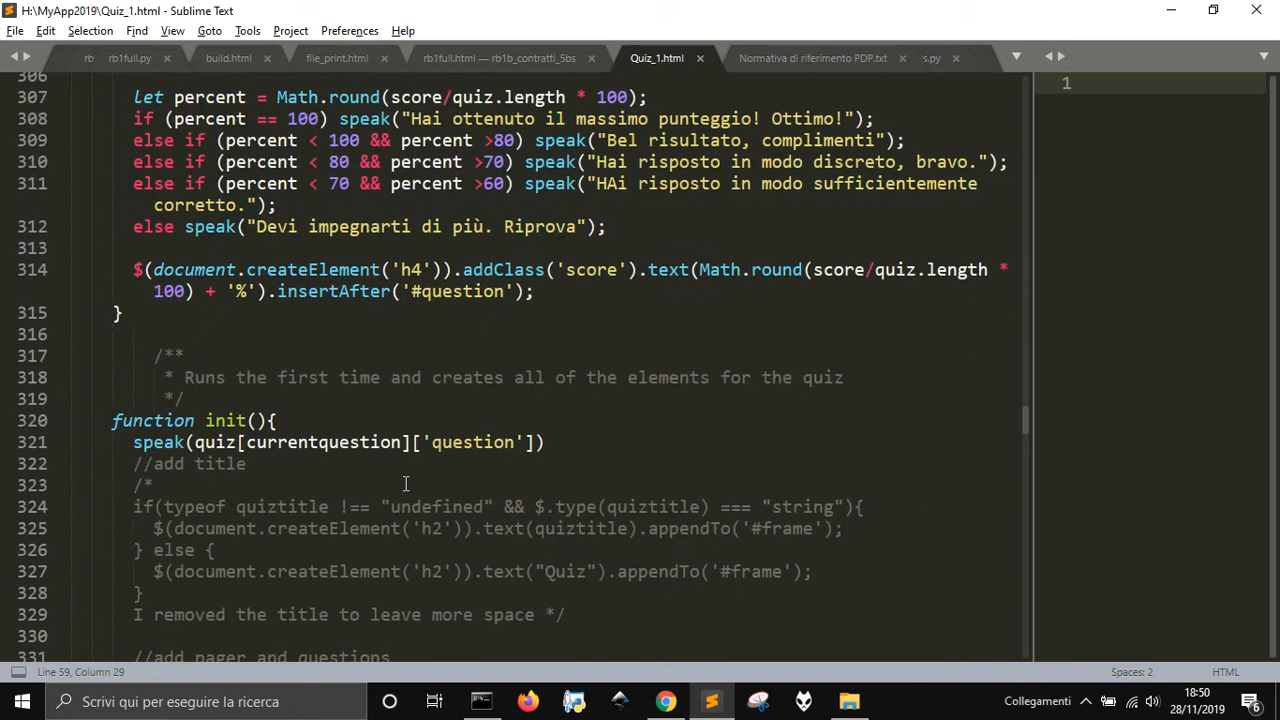 H:\MyApp2019\Quiz_1.html - Sublime Text
File Edit Selection Find View Goto Tools Project Preferences Help
rb rb1full.py × build.html × file_print.html × rb1full.html — rb1b_contratti_5bs × Quiz_1.html × Normativa di riferimento PDP.txt × s.py ×
306
307 let percent = Math.round(score/quiz.length * 100); 1
308 if (percent == 100) speak("Hai ottenuto il massimo punteggio! Ottimo!");
309 else if (percent < 100 && percent >80) speak("Bel risultato, complimenti");
310 else if (percent < 80 && percent >70) speak("Hai risposto in modo discreto, bravo.");
311 else if (percent < 70 && percent >60) speak("HAi risposto in modo sufficientemente
corretto.");
312 else speak("Devi impegnarti di più. Riprova");
313
314 $(document.createElement('h4')).addClass('score').text(Math.round(score/quiz.length *
100) + '%').insertAfter('#question');
315 }
316
317 /**
318 * Runs the first time and creates all of the elements for the quiz
319 */
320 function init(){
321 speak(quiz[currentquestion]['question'])
322 //add title
323 /*
324 if(typeof quiztitle !== "undefined" && $.type(quiztitle) === "string"){
325 $(document.createElement('h2')).text(quiztitle).appendTo('#frame');
326 } else {
327 $(document.createElement('h2')).text("Quiz").appendTo('#frame');
328 }
329 I removed the title to leave more space */
330
331 //add pager and questions
Line 59, Column 29 Spaces: 2 HTML
Scrivi qui per eseguire la ricerca Collegamenti 18:50
28/11/2019 6